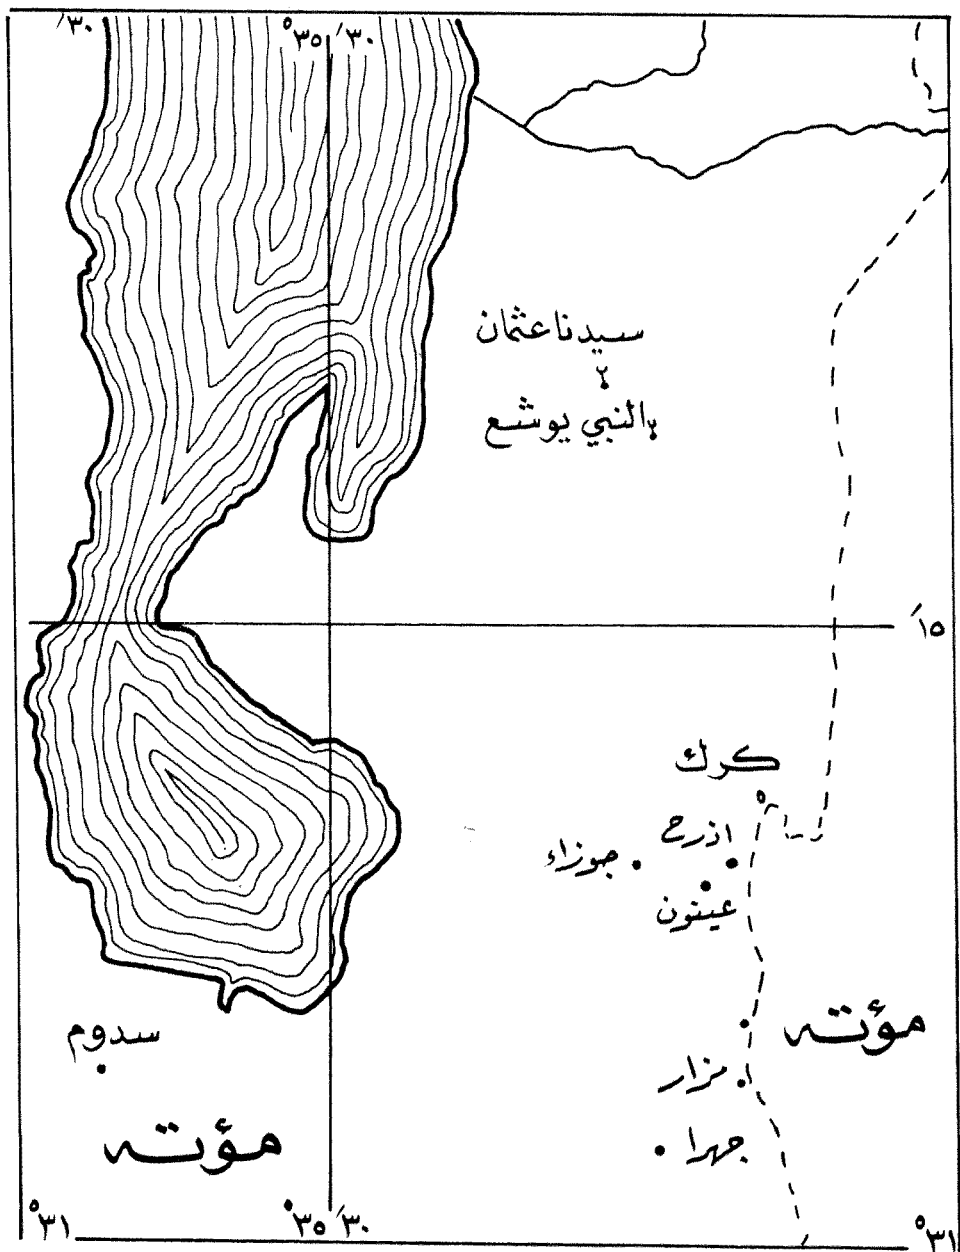 ٣٠′
٣٥° ٣٠′
سيدنا عثمان
النبي يوشع
١٥′
كرك
اذرح
جوزاء
عينون
مؤته
سدوم
مزار
جهرا
مؤته
٣١°
٣٥° ٣٠′
٣١°